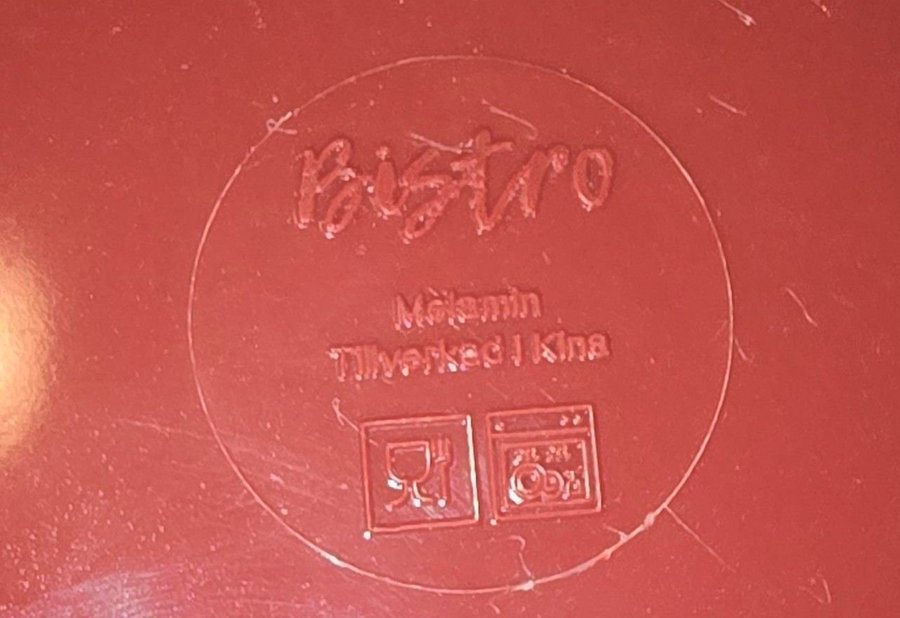 Bistro
Melamin
Tillverkad i Kina